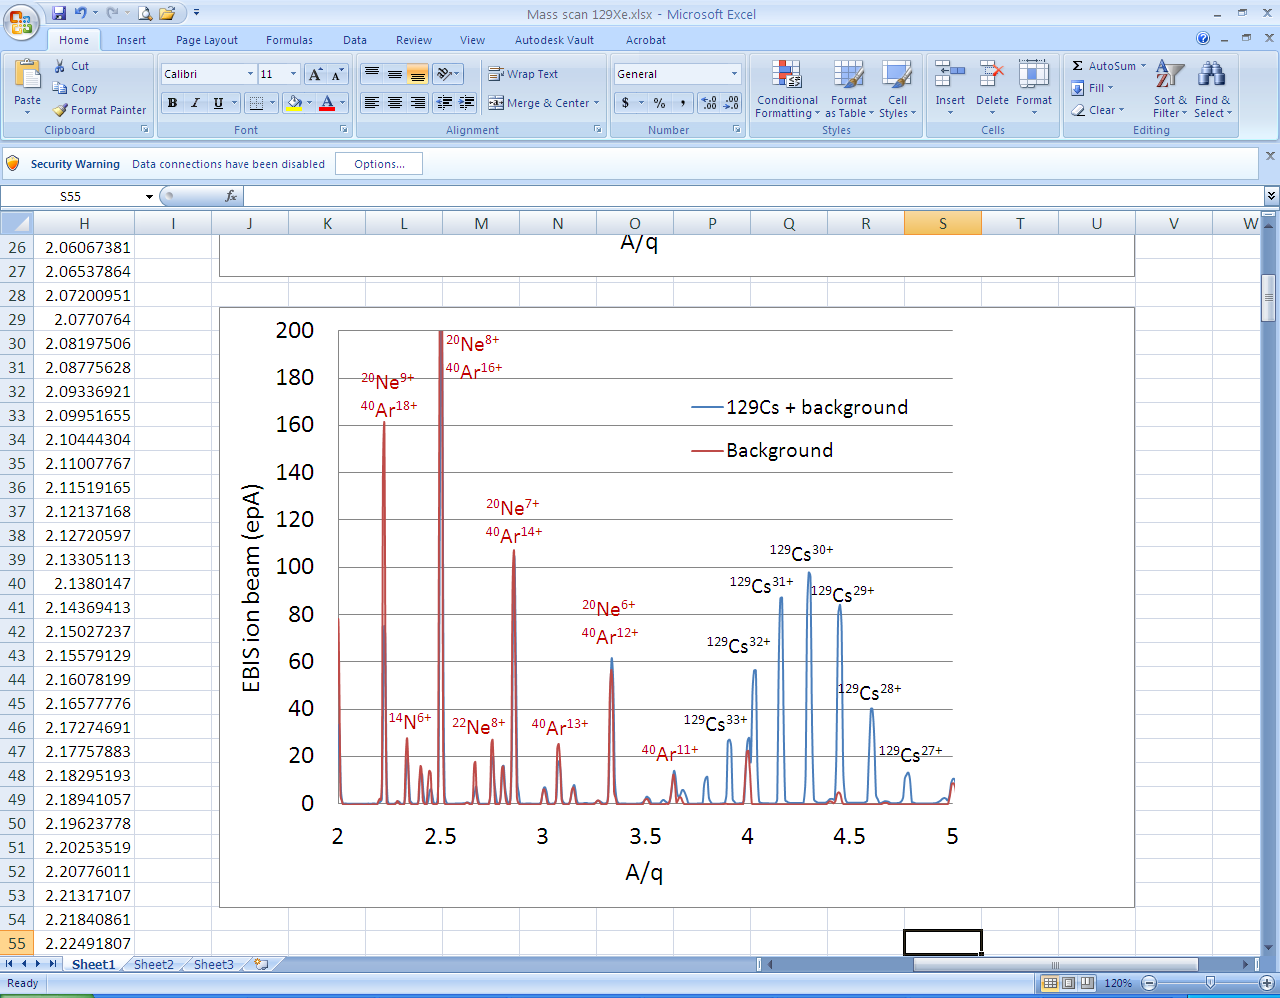 Mass scan 129Xe.xlsx - Microsoft Excel
Home Insert Page Layout Formulas Data Review View Autodesk Vault Acrobat
Paste Cut Copy Format Painter Clipboard
Calibri 11 B I U A A A Font
Wrap Text Merge & Center Alignment
General $ % , .00 .00 Number
Conditional Formatting Format as Table Cell Styles Styles
Insert Delete Format Cells
Σ AutoSum Fill Clear Sort & Filter Find & Select Editing
Security Warning Data connections have been disabled Options...
S55 fx
H I J K L M N O P Q R S T U V W
26 2.06067381
27 2.06537864
28 2.07200951
29 2.0770764
30 2.08197506
31 2.08775628
32 2.09336921
33 2.09951655
34 2.10444304
35 2.11007767
36 2.11519165
37 2.12137168
38 2.12720597
39 2.13305113
40 2.1380147
41 2.14369413
42 2.15027237
43 2.15579129
44 2.16078199
45 2.16577776
46 2.17274691
47 2.17757883
48 2.18295193
49 2.18941057
50 2.19623778
51 2.20253519
52 2.20776011
53 2.21317107
54 2.21840861
55 2.22491807
A/q
EBIS ion beam (epA)
200
180
160
140
120
100
80
60
40
20
0
20Ne8+
40Ar16+
20Ne9+
40Ar18+
129Cs + background
Background
20Ne7+
40Ar14+
129Cs30+
129Cs31+
129Cs29+
20Ne6+
40Ar12+
129Cs32+
129Cs28+
14N6+
22Ne8+
40Ar13+
129Cs33+
40Ar11+
129Cs27+
2 2.5 3 3.5 4 4.5 5
A/q
Sheet1 Sheet2 Sheet3
Ready 120%